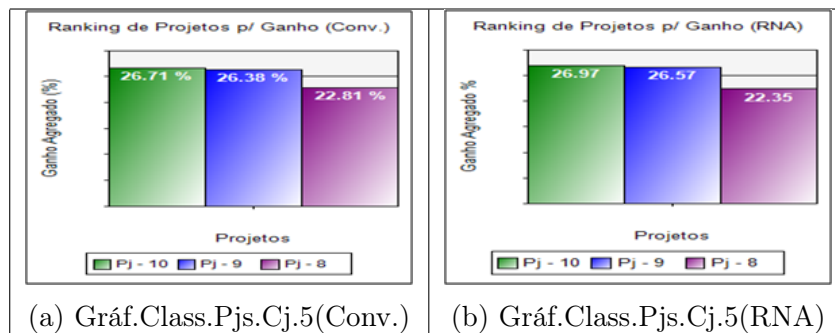 Ranking de Projetos p/ Ganho (Conv.)
Ganho Agregado (%)
26.71 %
26.38 %
22.81 %
Projetos
Pj - 10 Pj - 9 Pj - 8
(a) Gráf.Class.Pjs.Cj.5(Conv.)
Ranking de Projetos p/ Ganho (RNA)
Ganho Agregado %
26.97
26.57
22.35
Projetos
Pj - 10 Pj - 9 Pj - 8
(b) Gráf.Class.Pjs.Cj.5(RNA)